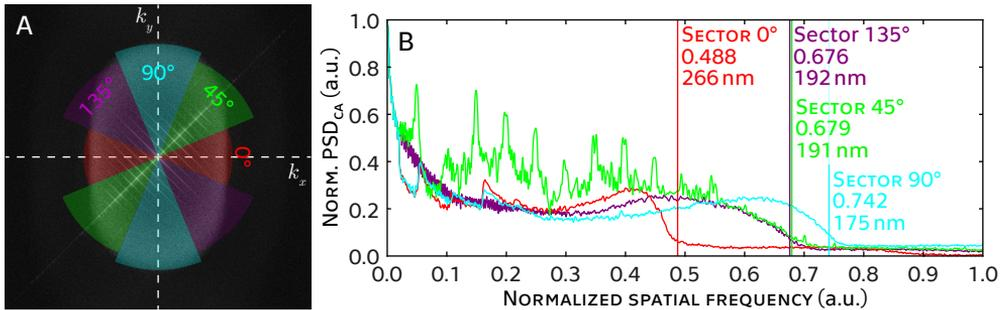 A
k_y
90°
135°
45°
0°
k_x
B
NORM. PSD_CA (a.u.)
1.0
0.8
0.6
0.4
0.2
0.0
SECTOR 0°
0.488
266 nm
Sector 135°
0.676
192 nm
SECTOR 45°
0.679
191 nm
SECTOR 90°
0.742
175 nm
0.0 0.1 0.2 0.3 0.4 0.5 0.6 0.7 0.8 0.9 1.0
NORMALIZED SPATIAL FREQUENCY (a.u.)